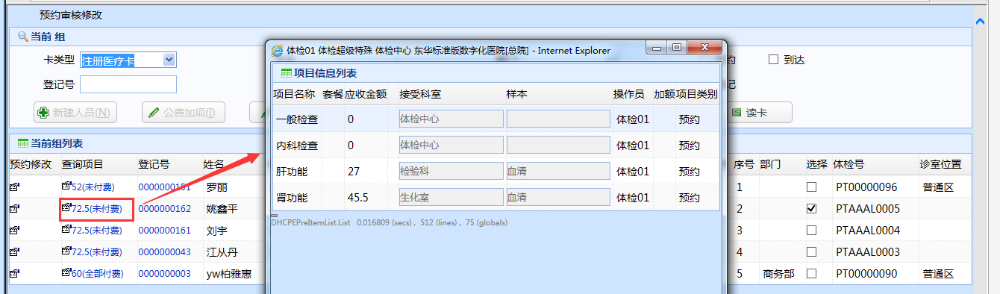 预约审核修改
当前 组
体检01 体检超级特殊 体检中心 东华标准版数字化医院[总院] - Internet Explorer
卡类型 注册医疗卡
约 到达
项目信息列表
登记号
记
项目名称 套餐 应收金额 接受科室 样本 操作员 加额 项目类别
新建人员(N) 公费加项(I) 读卡
一般检查 0 体检中心 体检01 预约
当前组列表
内科检查 0 体检中心 体检01 预约
预约修改 查询项目 登记号 姓名 序号 部门 选择 体检号 诊室位置
肝功能 27 检验科 血清 体检01 预约
52(未付费) 0000000151 罗丽 1 PT00000096 普通区
肾功能 45.5 生化室 血清 体检01 预约
72.5(未付费) 0000000162 姚鑫平 2 PTAAAL0005
DHCPEPreItemList.List 0.016809 (secs) , 512 (lines) , 75 (globals)
72.5(未付费) 0000000161 刘宇 3 PTAAAL0004
72.5(未付费) 0000000043 江从丹 4 PTAAAL0003
60(全部付费) 0000000003 yw柏雅惠 5 商务部 PT00000090 普通区